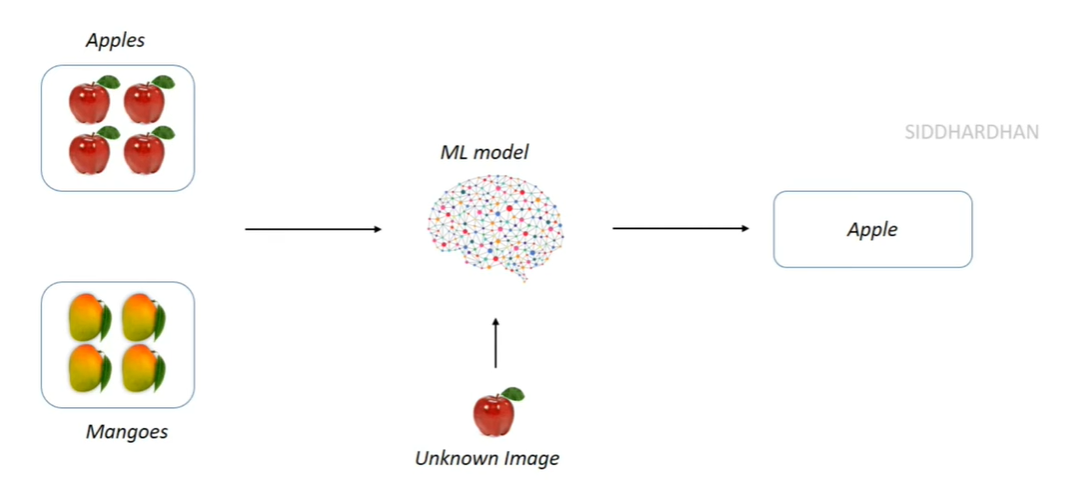 Apples
SIDDHARDHAN
ML model
Apple
Mangoes
Unknown Image